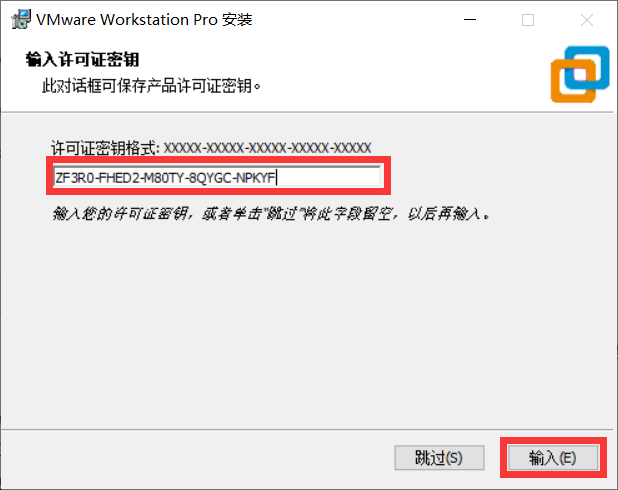 VMware Workstation Pro 安装
输入许可证密钥
此对话框可保存产品许可证密钥。
许可证密钥格式: XXXXX-XXXXX-XXXXX-XXXXX-XXXXX
ZF3R0-FHED2-M80TY-8QYGC-NPKYF
输入您的许可证密钥，或者单击“跳过”将此字段留空，以后再输入。
跳过(S)
输入(E)